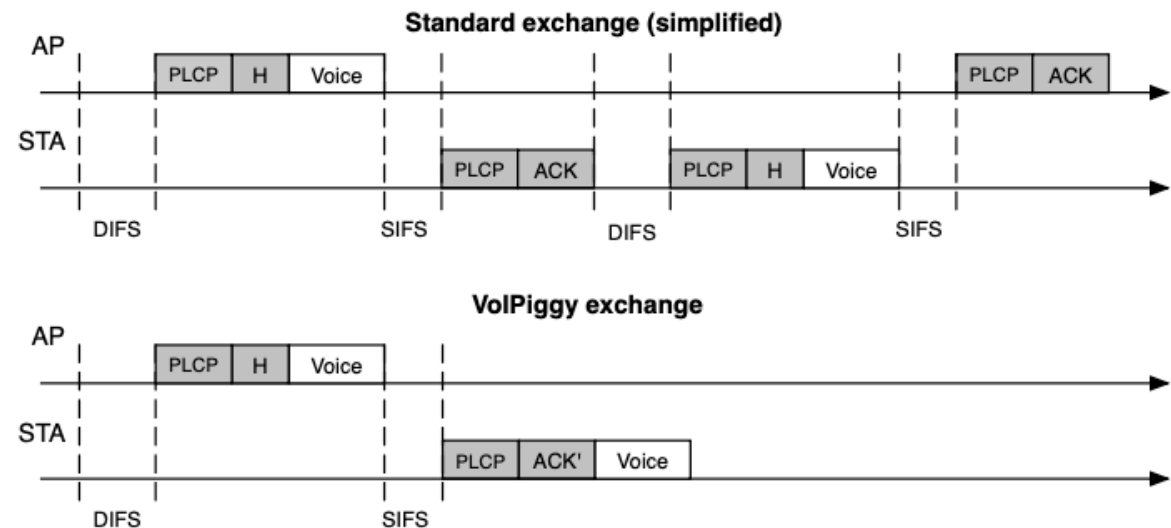 Standard exchange (simplified)
AP
PLCP H Voice PLCP ACK
STA
PLCP ACK PLCP H Voice
DIFS SIFS DIFS SIFS
VoIPiggy exchange
AP
PLCP H Voice
STA
PLCP ACK' Voice
DIFS SIFS